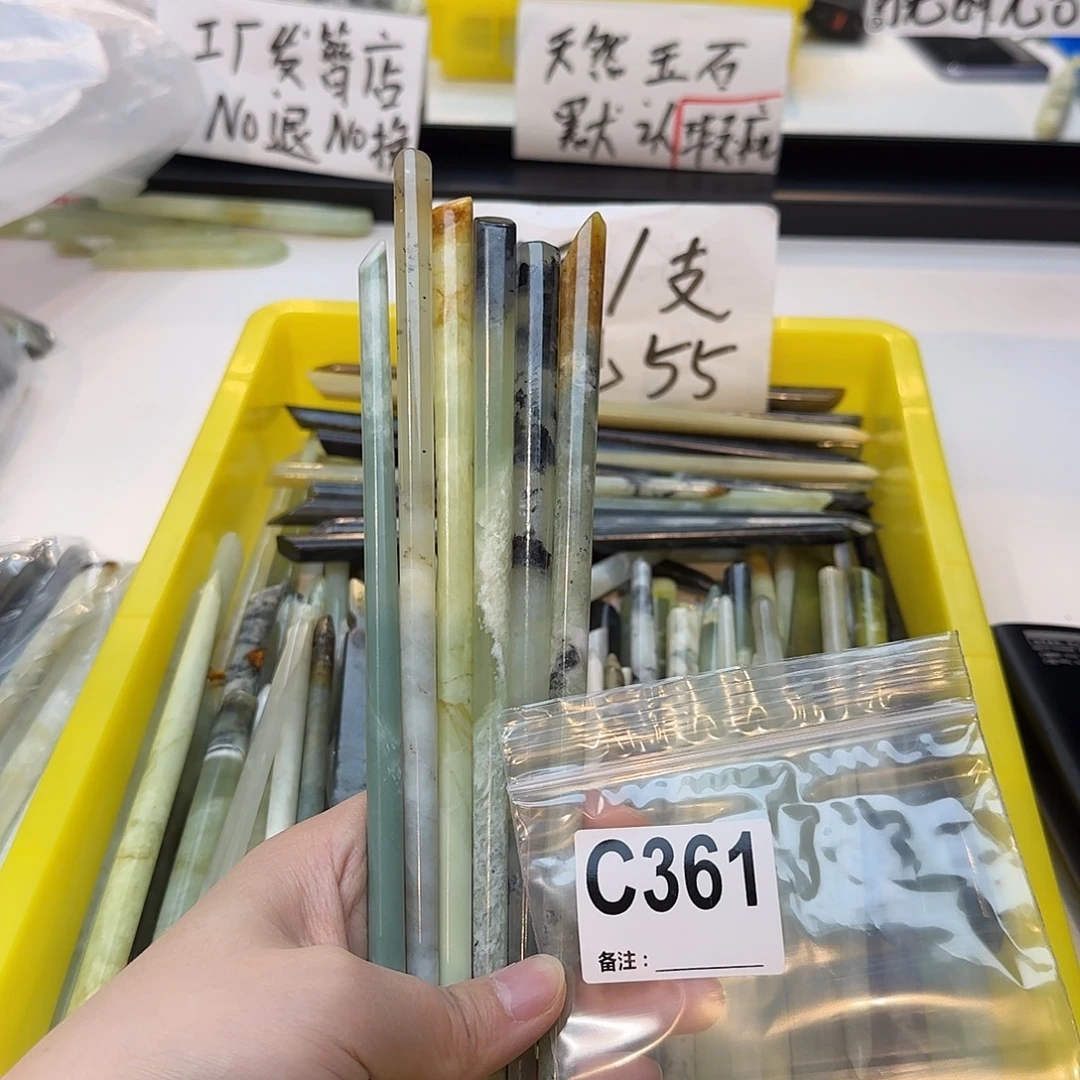 工厂发簪店
No退No换
天然玉石
默认瑕疵
/支
55
C361
备注：